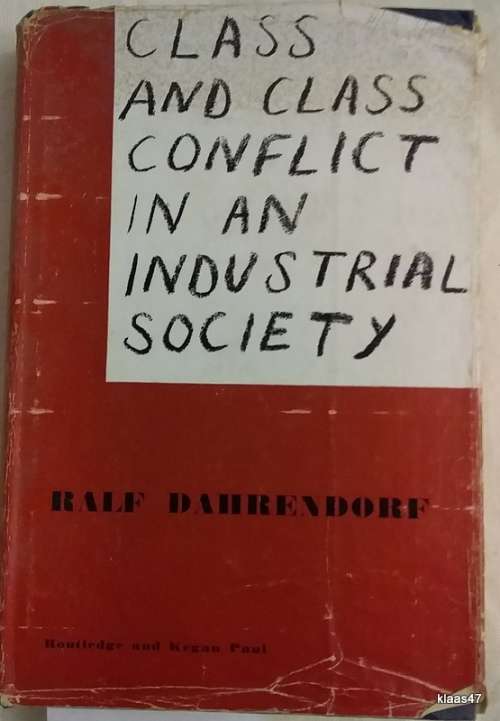 CLASS
AND CLASS
CONFLICT
IN AN
INDUSTRIAL
SOCIETY
RALF DAHRENDORF
Routledge and Kegan Paul
klaas47